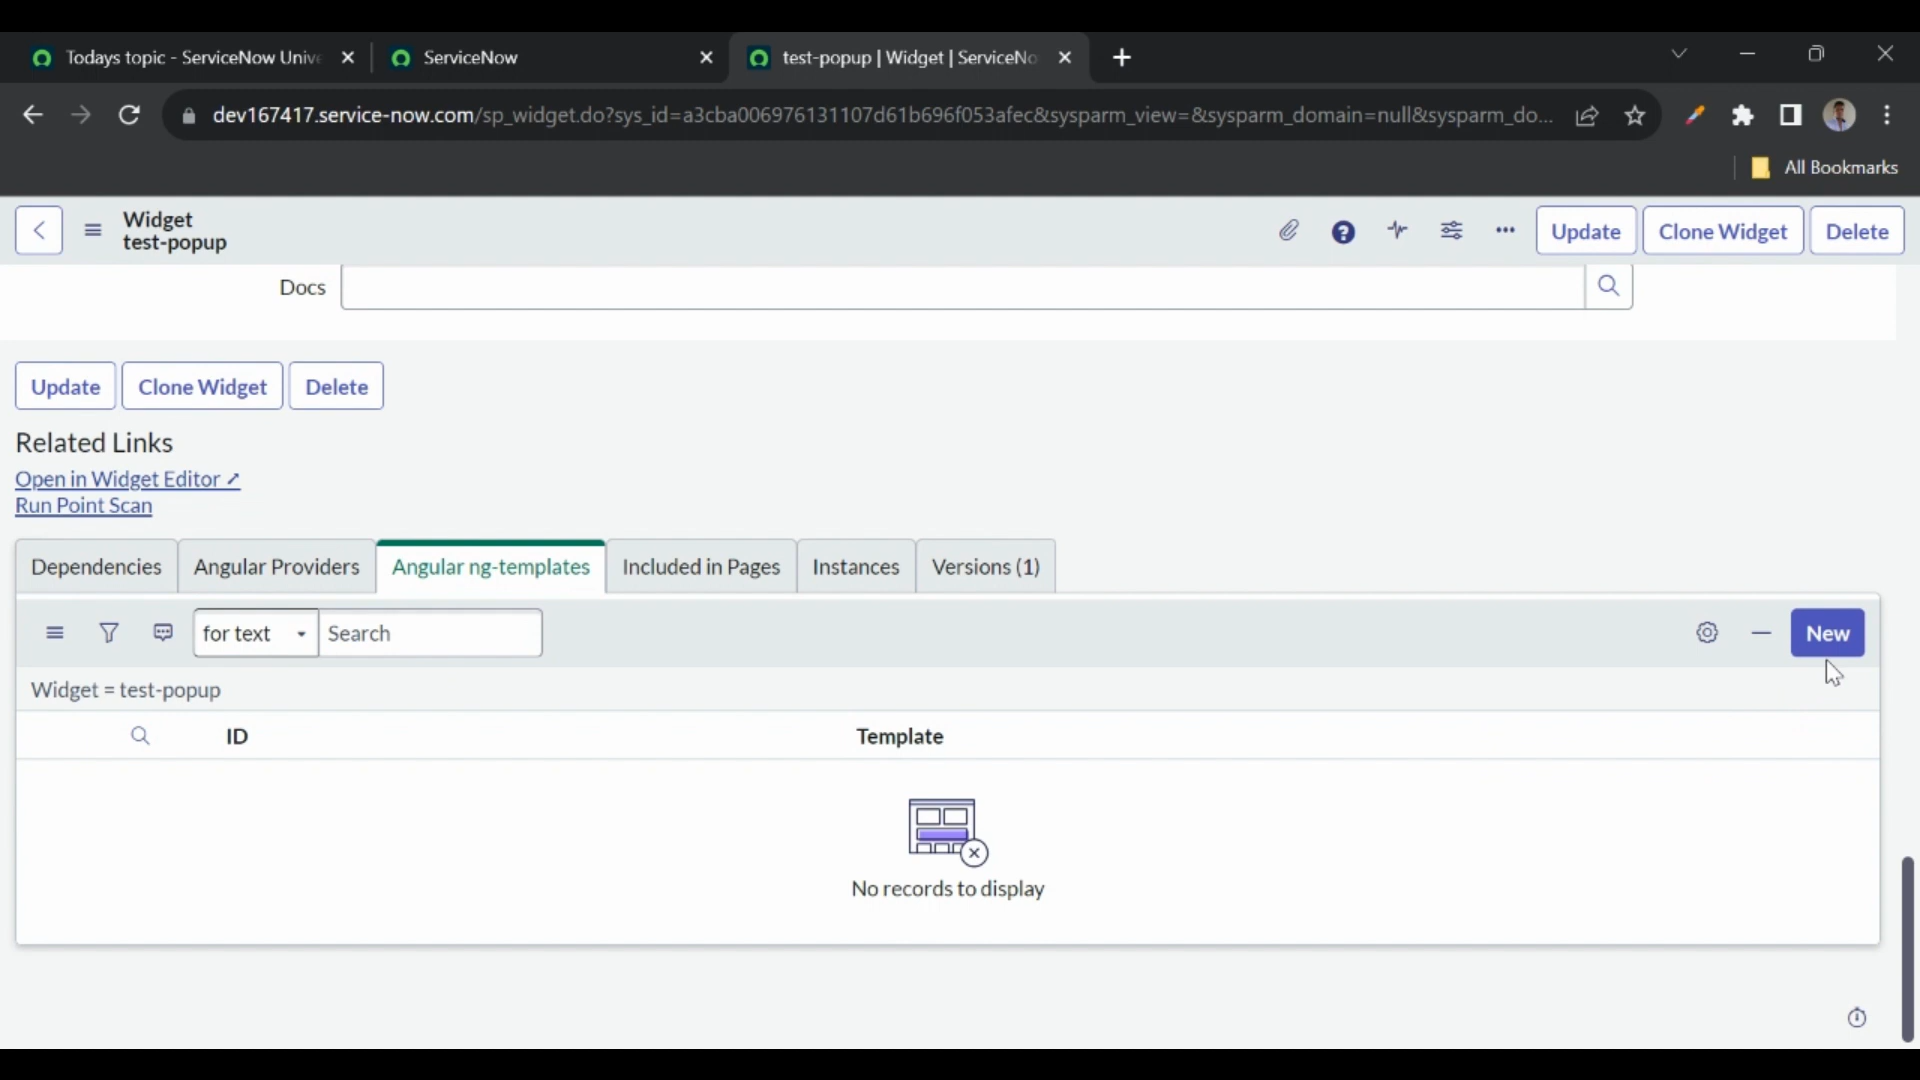 Todays topic - ServiceNow Unive
ServiceNow
test-popup | Widget | ServiceNo
dev167417.service-now.com/sp_widget.do?sys_id=a3cba006976131107d61b696f053afec&sysparm_view=&sysparm_domain=null&sysparm_do...
All Bookmarks
Widget
test-popup
Update
Clone Widget
Delete
Docs
Update
Clone Widget
Delete
Related Links
Open in Widget Editor ↗
Run Point Scan
Dependencies
Angular Providers
Angular ng-templates
Included in Pages
Instances
Versions (1)
for text
Search
New
Widget = test-popup
ID
Template
No records to display